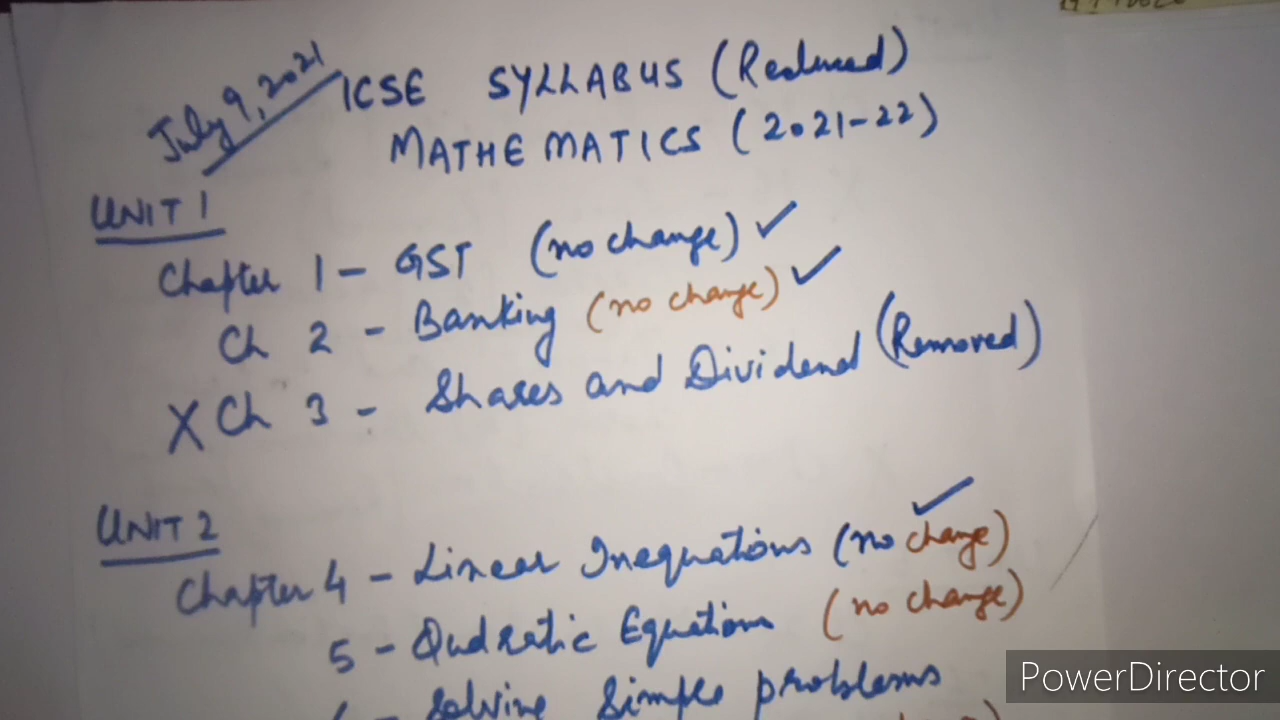 July 9, 2021
ICSE SYLLABUS (Reduced)
MATHEMATICS (2021-22)
UNIT 1
Chapter 1 - GST (no change) ✓
Ch 2 - Banking (no change) ✓
X Ch 3 - Shares and Dividend (Removed)
UNIT 2
Chapter 4 - Linear Inequations (no change) ✓
5 - Qudratic Equation (no change)
Solving Simple problems
PowerDirector